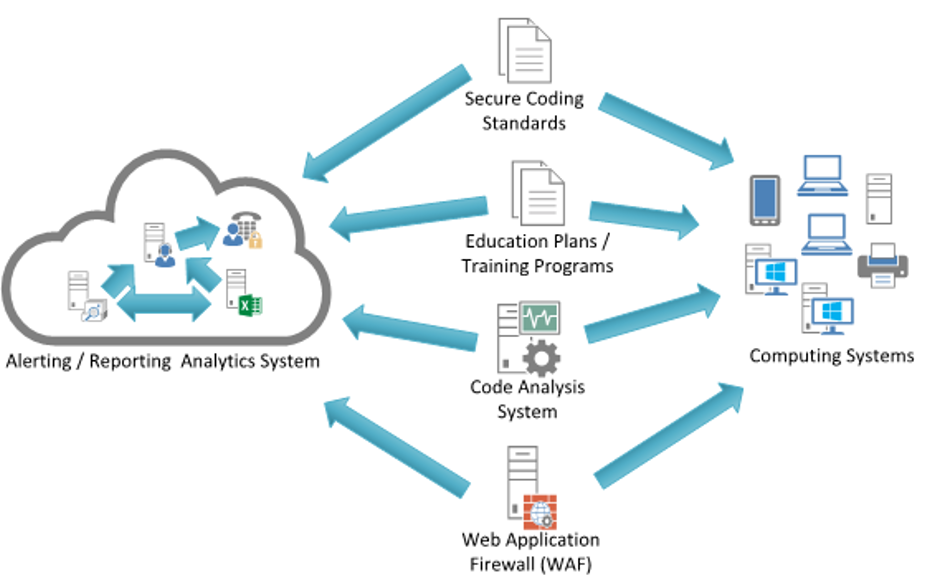 Secure Coding
Standards
Education Plans /
Training Programs
Alerting / Reporting  Analytics System
Computing Systems
Code Analysis
System
Web Application
Firewall (WAF)